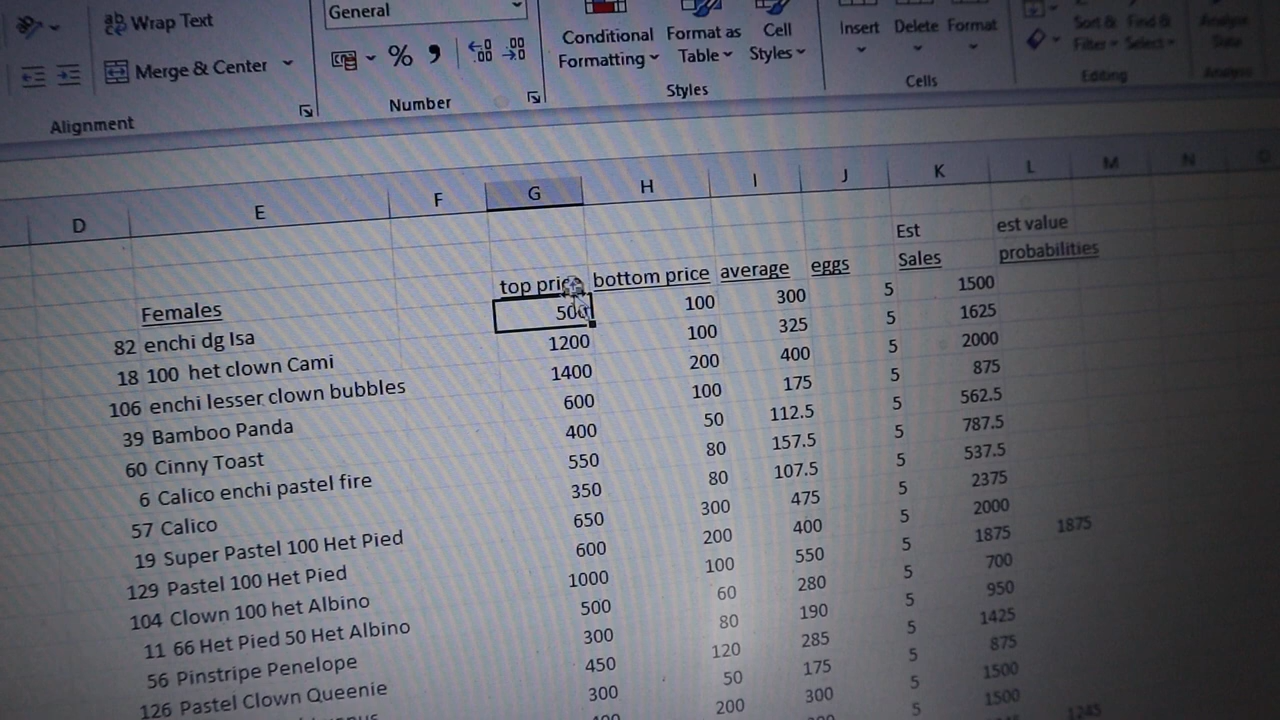 Wrap Text
General
Merge & Center
%
Conditional Formatting
Format as Table
Cell Styles
Insert
Delete
Format
Sort & Filter
Find & Select
Alignment
Number
Styles
Cells
Editing
D E F G H I J K L M N
Est est value
Females top price bottom price average eggs Sales probabilities
82 enchi dg Isa 500 100 300 5 1500
18 100 het clown Cami 1200 100 325 5 1625
106 enchi lesser clown bubbles 1400 200 400 5 2000
39 Bamboo Panda 600 100 175 5 875
60 Cinny Toast 400 50 112.5 5 562.5
6 Calico enchi pastel fire 550 80 157.5 5 787.5
57 Calico 350 80 107.5 5 537.5
19 Super Pastel 100 Het Pied 650 300 475 5 2375
129 Pastel 100 Het Pied 600 200 400 5 2000
104 Clown 100 het Albino 1000 100 550 5 1875 1875
11 66 Het Pied 50 Het Albino 500 60 280 5 700
56 Pinstripe Penelope 300 80 190 5 950
126 Pastel Clown Queenie 450 120 285 5 1425
300 50 175 5 875
200 300 5 1500
1500